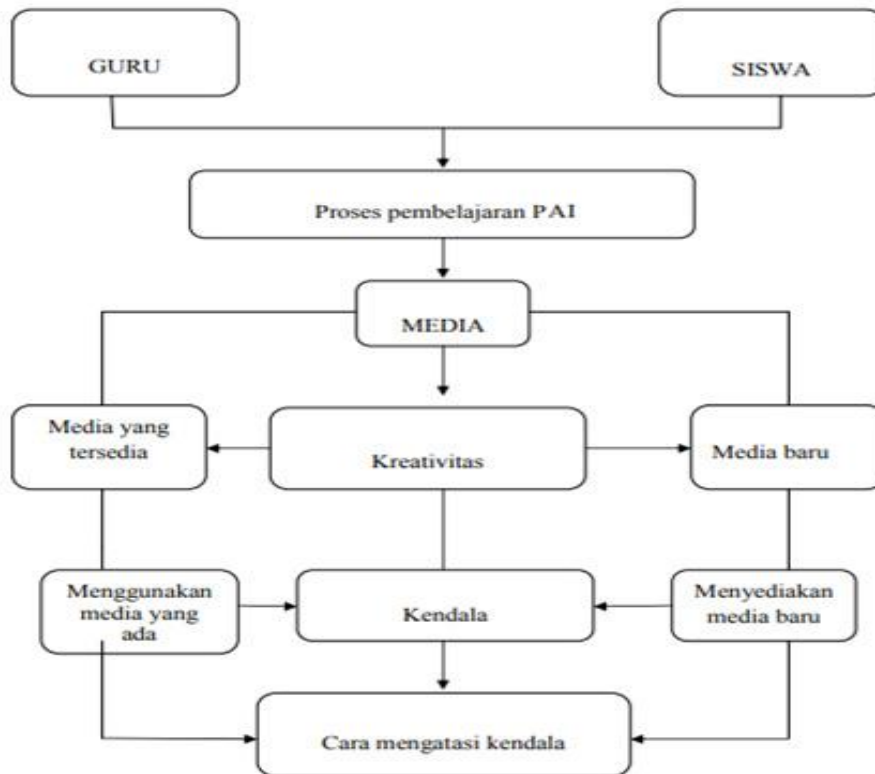 GURU
SISWA
Proses pembelajaran PAI
MEDIA
Media yang
tersedia
Kreativitas
Media baru
Menggunakan
media yang
ada
Kendala
Menyediakan
media baru
Cara mengatasi kendala